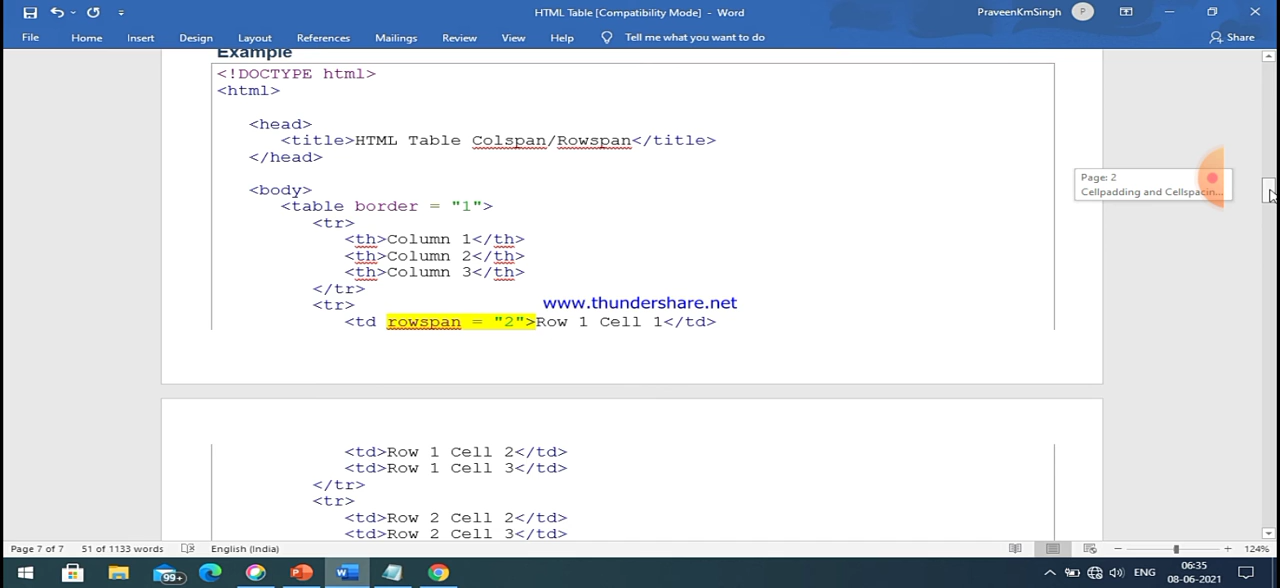 HTML Table [Compatibility Mode] - Word
PraveenKmSingh
P
File Home Insert Design Layout References Mailings Review View Help Tell me what you want to do Share
Example
<!DOCTYPE html>
<html>
<head>
<title>HTML Table Colspan/Rowspan</title>
</head>
<body>
<table border = "1">
<tr>
<th>Column 1</th>
<th>Column 2</th>
<th>Column 3</th>
</tr>
<tr>
<td rowspan = "2">Row 1 Cell 1</td>
www.thundershare.net
Page: 2
Cellpadding and Cellspacin...
<td>Row 1 Cell 2</td>
<td>Row 1 Cell 3</td>
</tr>
<tr>
<td>Row 2 Cell 2</td>
<td>Row 2 Cell 3</td>
Page 7 of 7 51 of 1133 words English (India) 124%
99+ ENG 06:35
08-06-2021